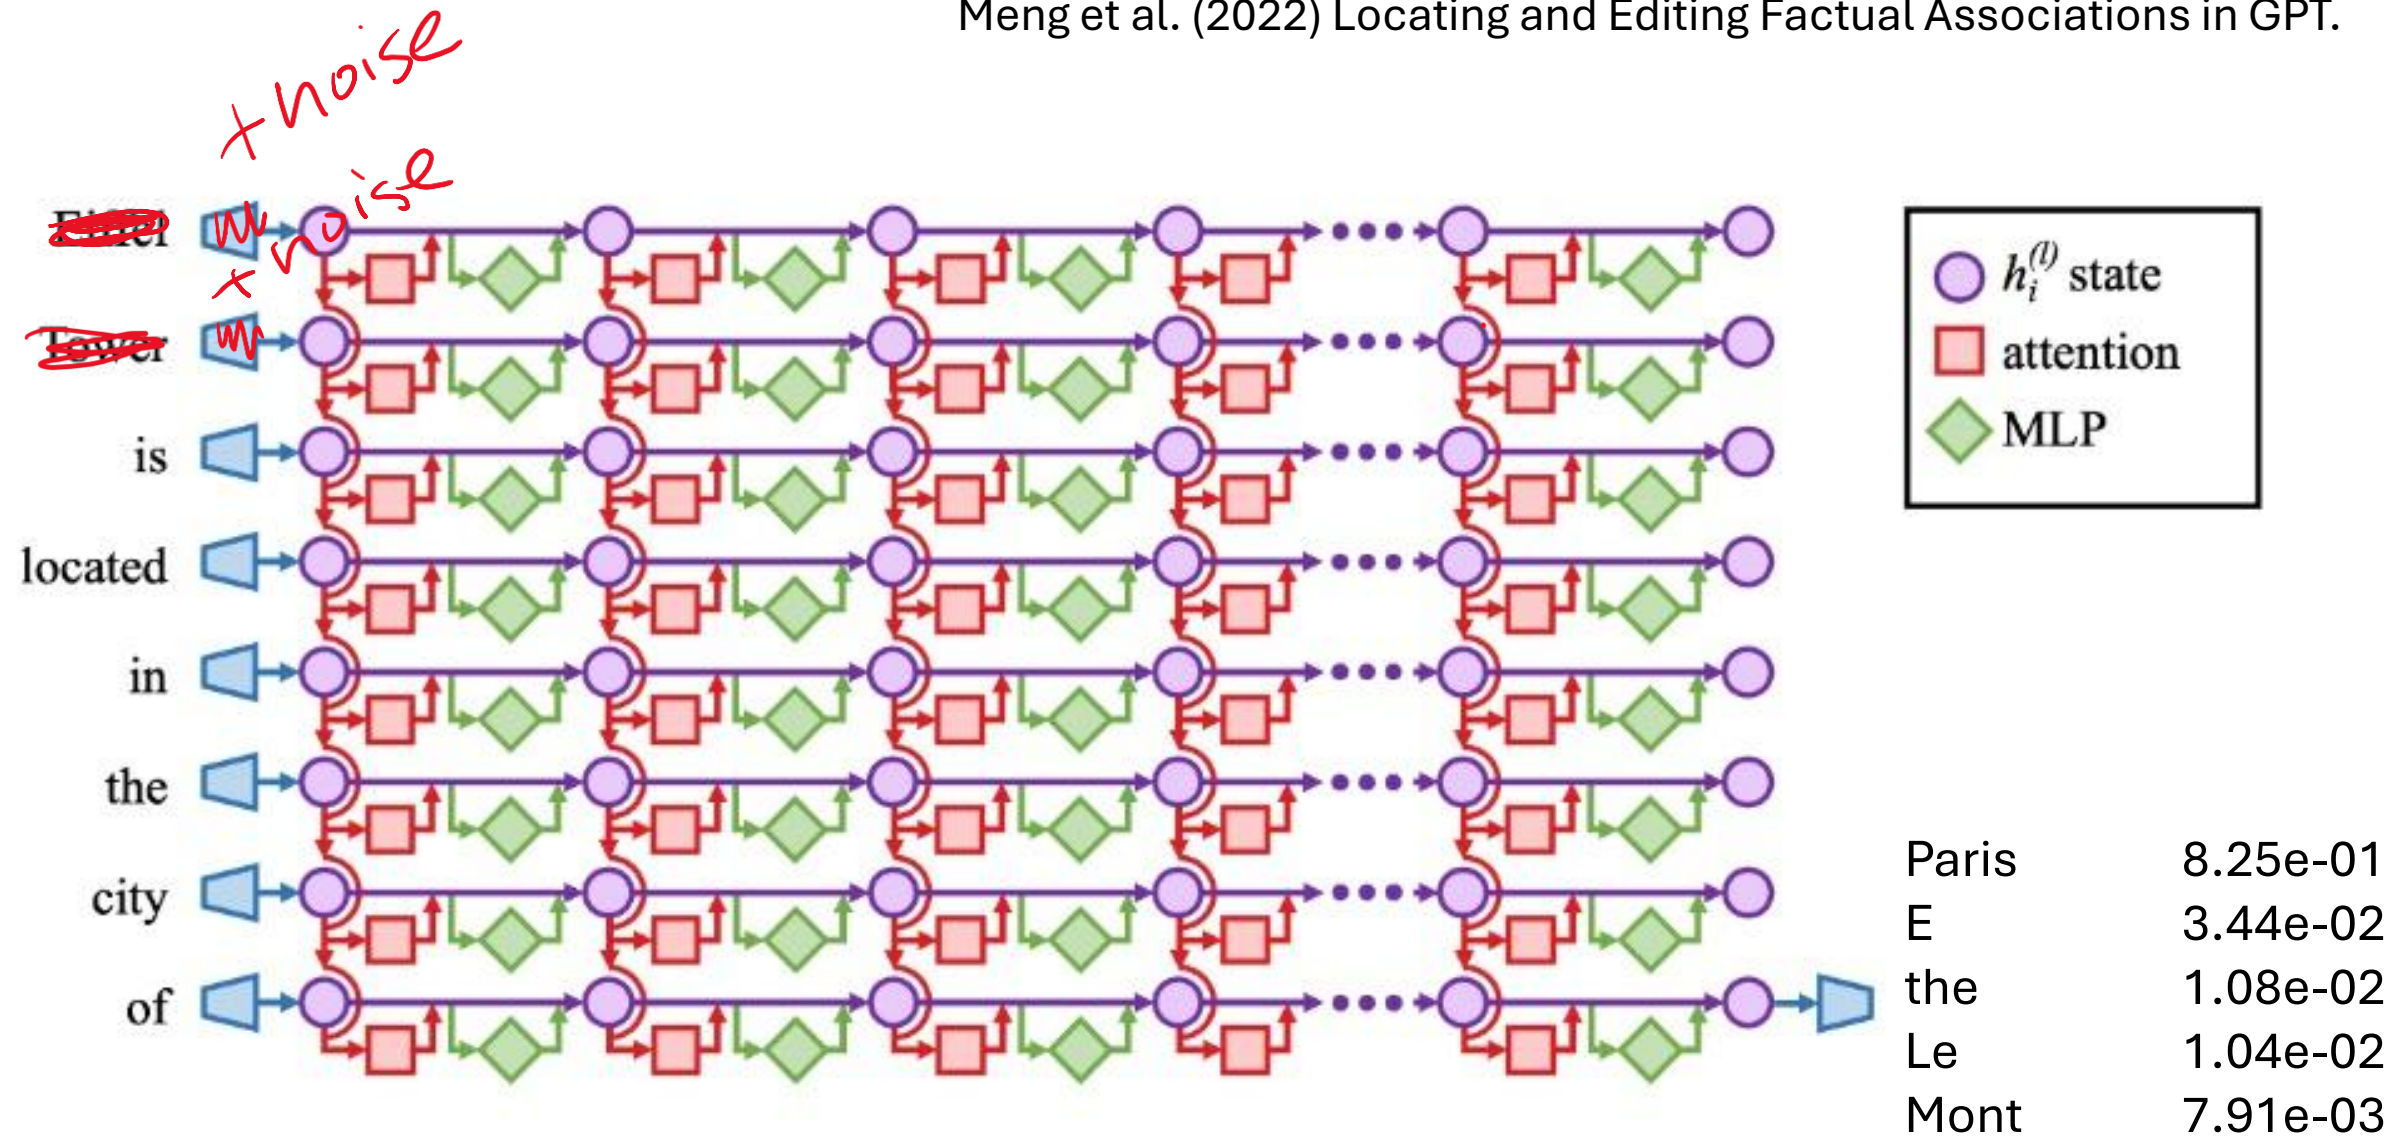 Meng et al. (2022) Locating and Editing Factual Associations in GPT.
+ noise
+ noise
Eiffel
Tower
is
located
in
the
city
of
h_i^{(l)} state
attention
MLP
Paris 8.25e-01
E 3.44e-02
the 1.08e-02
Le 1.04e-02
Mont 7.91e-03